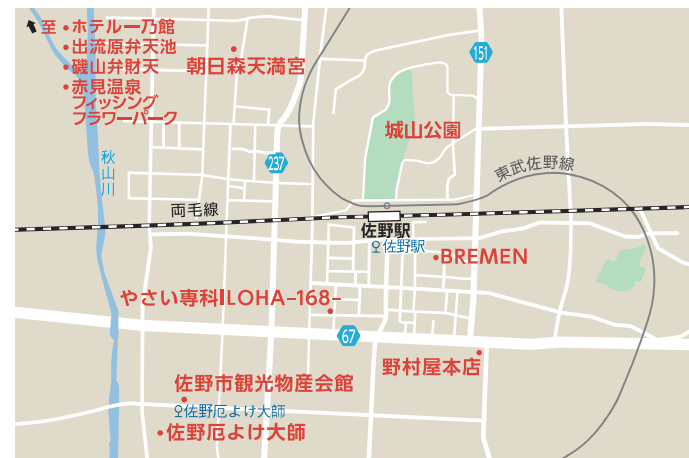 至
・ホテル一乃館
・出流原弁天池
・磯山弁財天
・赤見温泉
フィッシング
フラワーパーク
朝日森天満宮
151
城山公園
秋山川
237
東武佐野線
両毛線
佐野駅
佐野駅
・BREMEN
やさい専科ILOHA-168-
67
野村屋本店
佐野市観光物産会館
佐野厄よけ大師
・佐野厄よけ大師